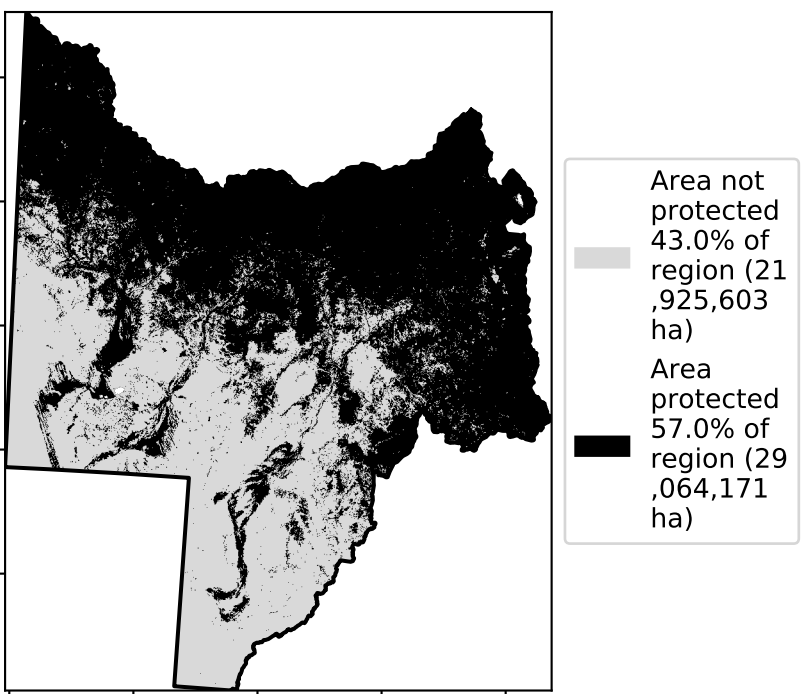 Area not
protected
43.0% of
region (21
,925,603
ha)
Area
protected
57.0% of
region (29
,064,171
ha)